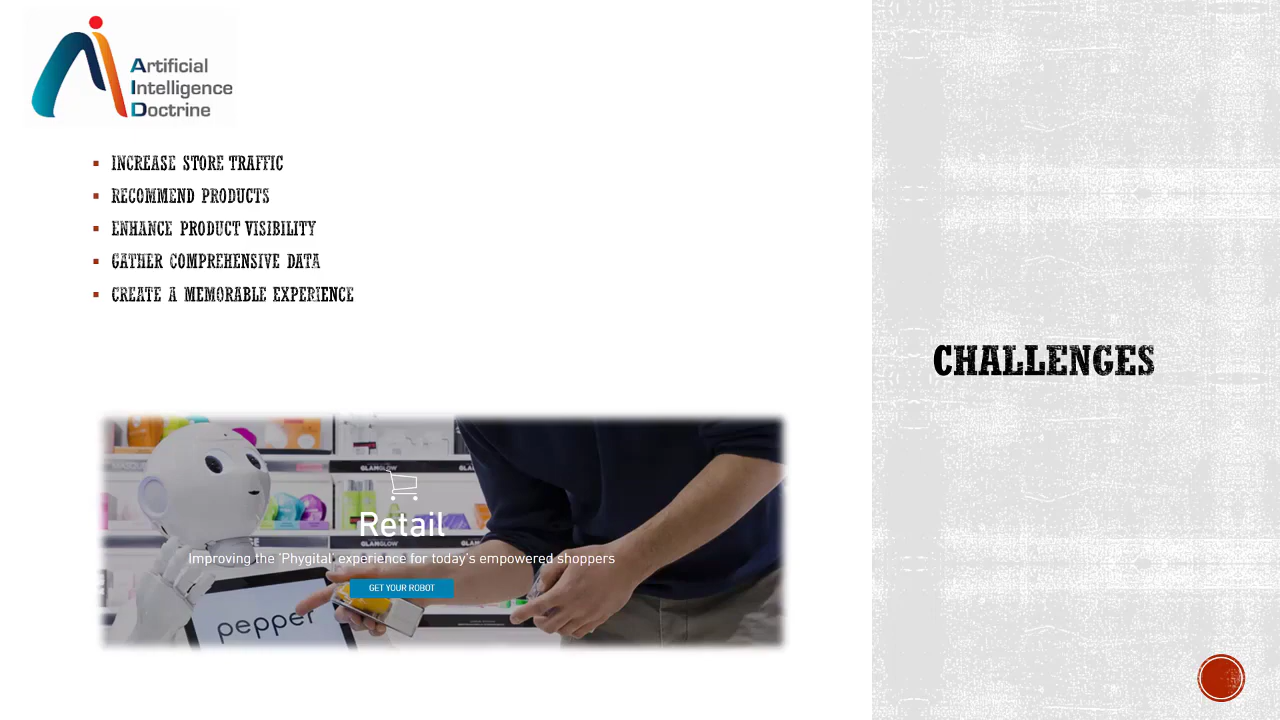 Artificial
Intelligence
Doctrine
INCREASE STORE TRAFFIC
RECOMMEND PRODUCTS
ENHANCE PRODUCT VISIBILITY
GATHER COMPREHENSIVE DATA
CREATE A MEMORABLE EXPERIENCE
CHALLENGES
GLAMGLOW
Retail
Improving the 'Phygital' experience for today's empowered shoppers
GET YOUR ROBOT
pepper